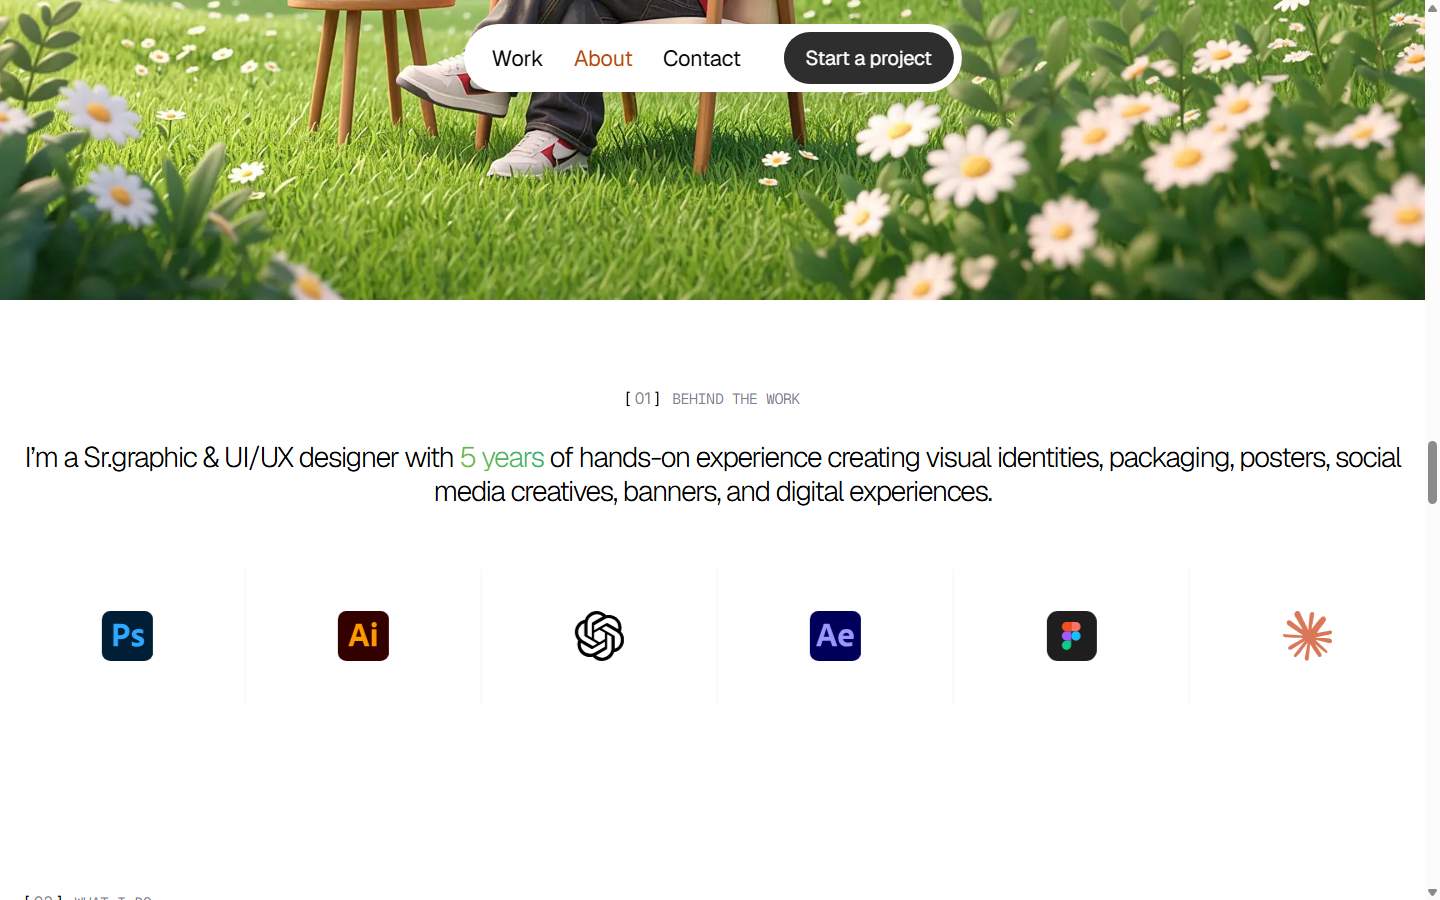 Work About Contact Start a project
[01] BEHIND THE WORK
I'm a Sr.graphic & UI/UX designer with 5 years of hands-on experience creating visual identities, packaging, posters, social
media creatives, banners, and digital experiences.
Ps Ai Ae